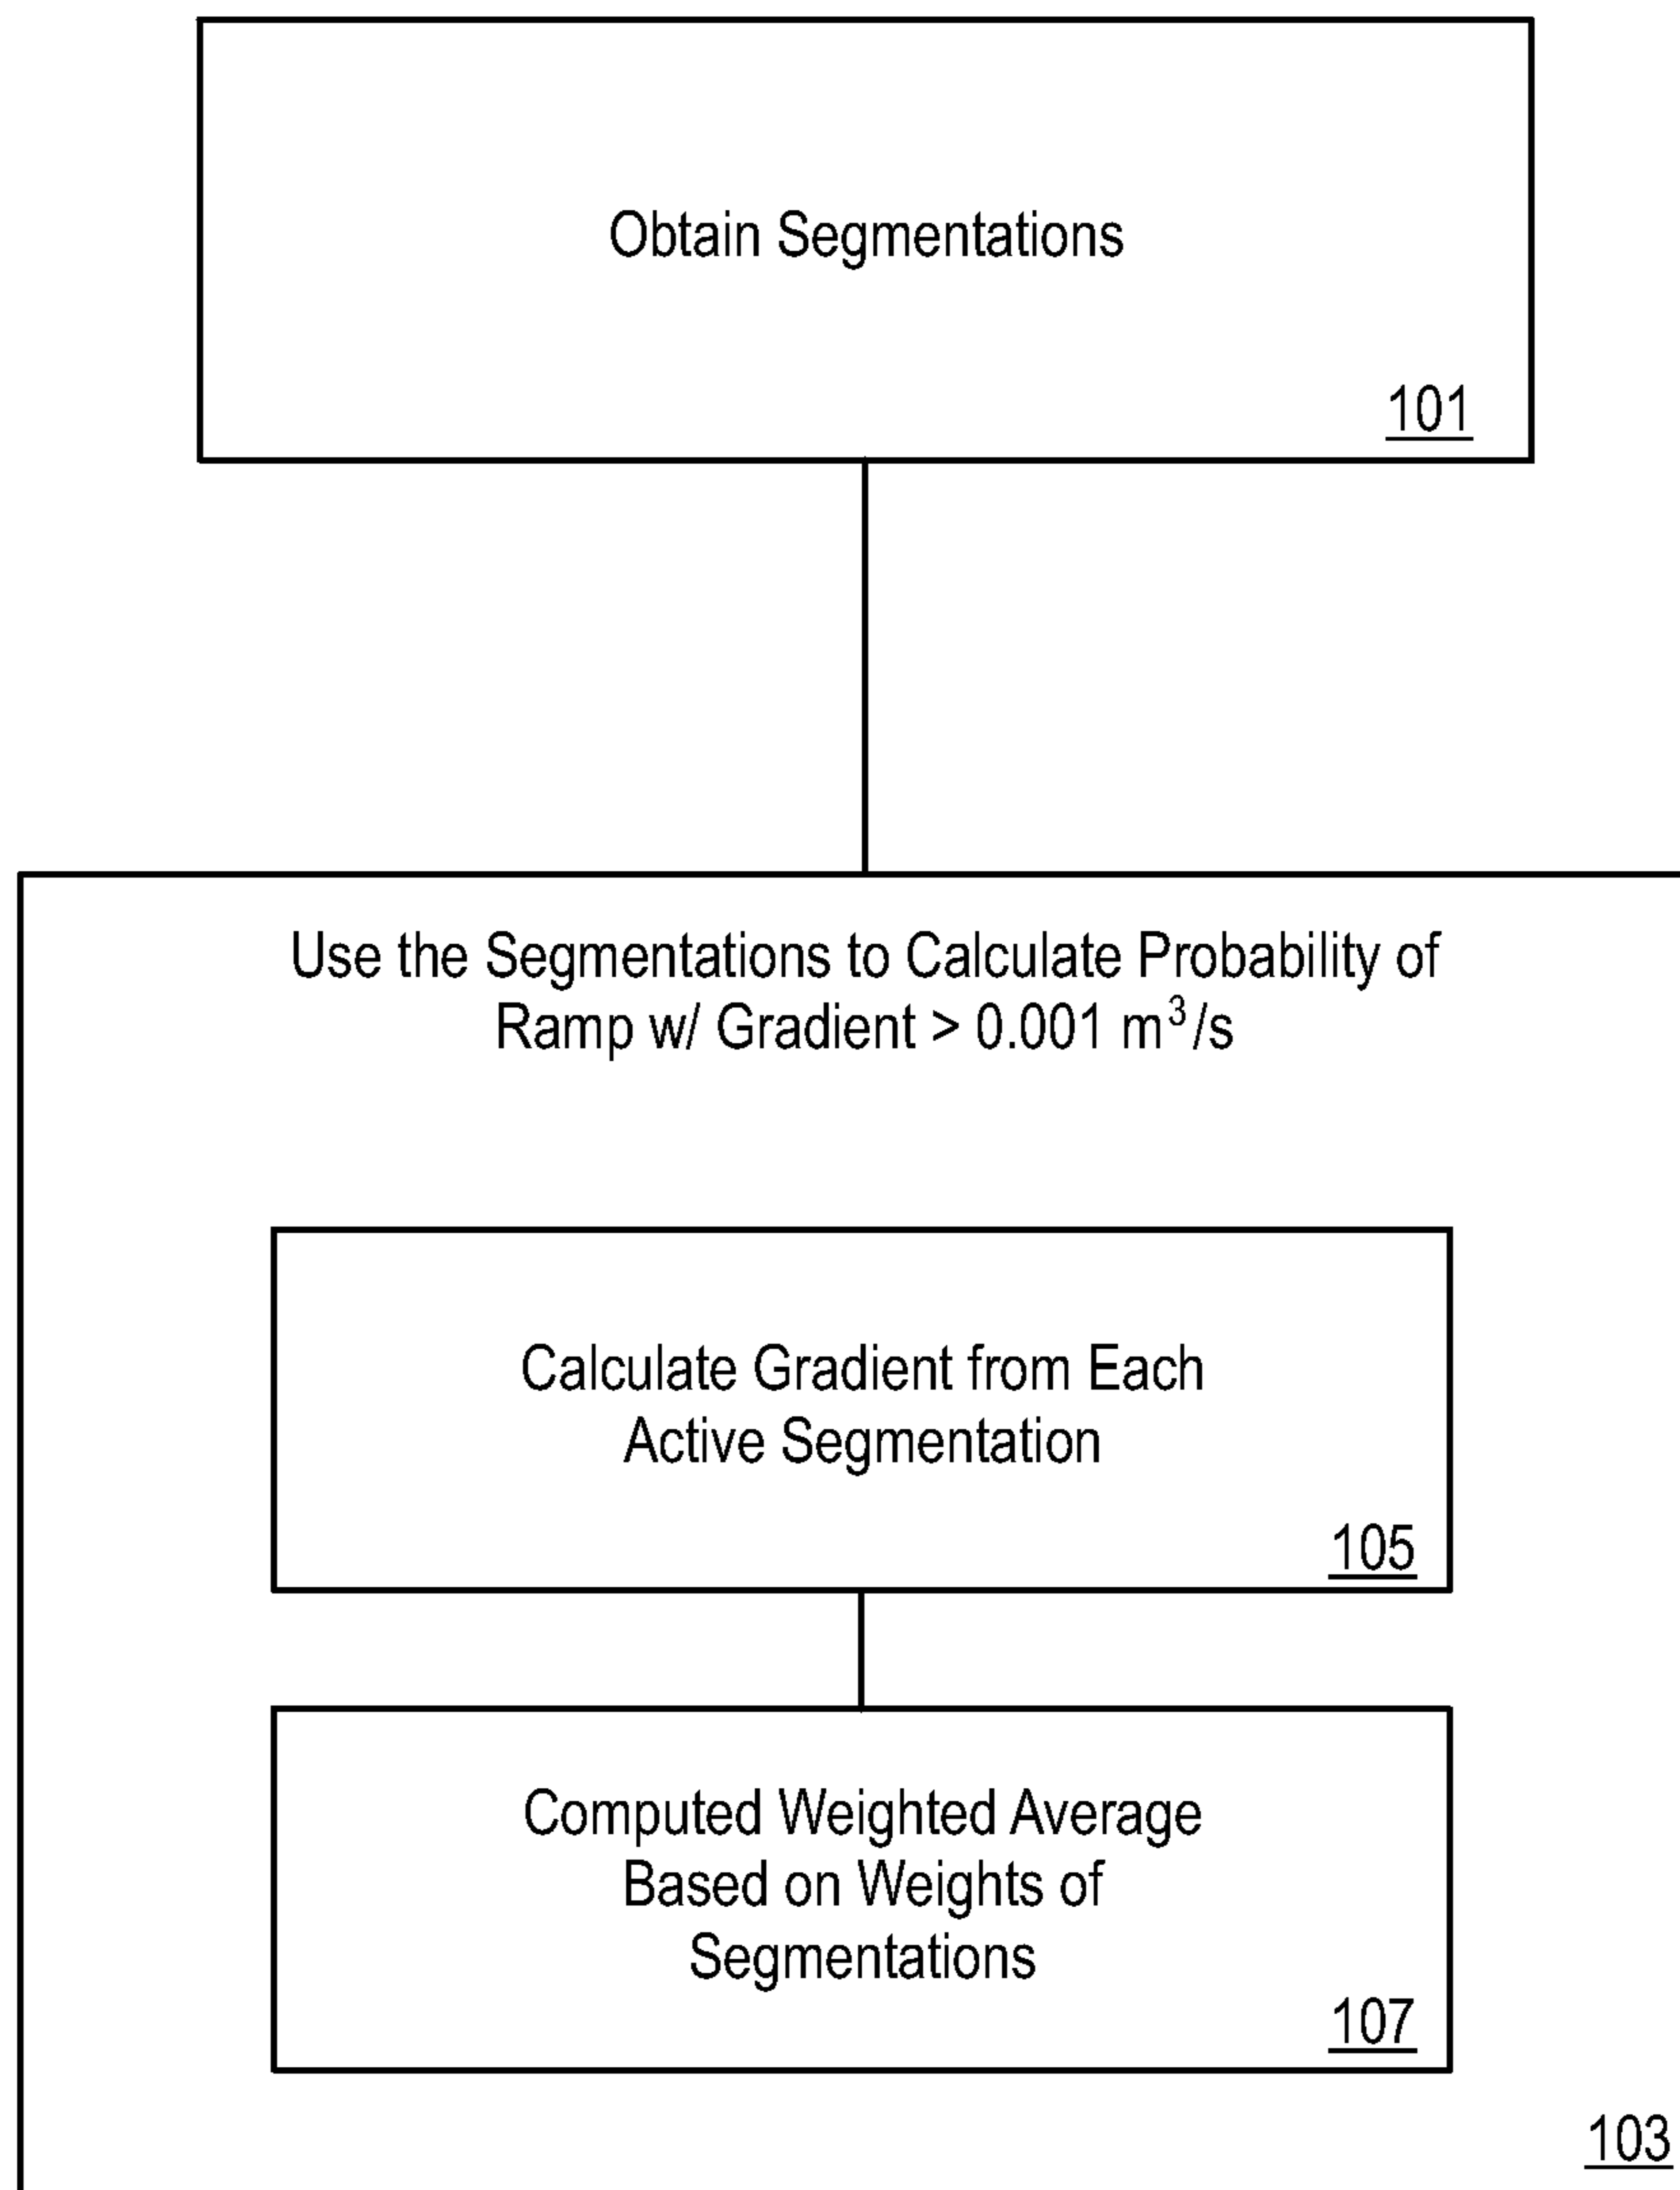 Obtain Segmentations
101
Use the Segmentations to Calculate Probability of
Ramp w/ Gradient > 0.001 m³/s
Calculate Gradient from Each
Active Segmentation
105
Computed Weighted Average
Based on Weights of
Segmentations
107
103